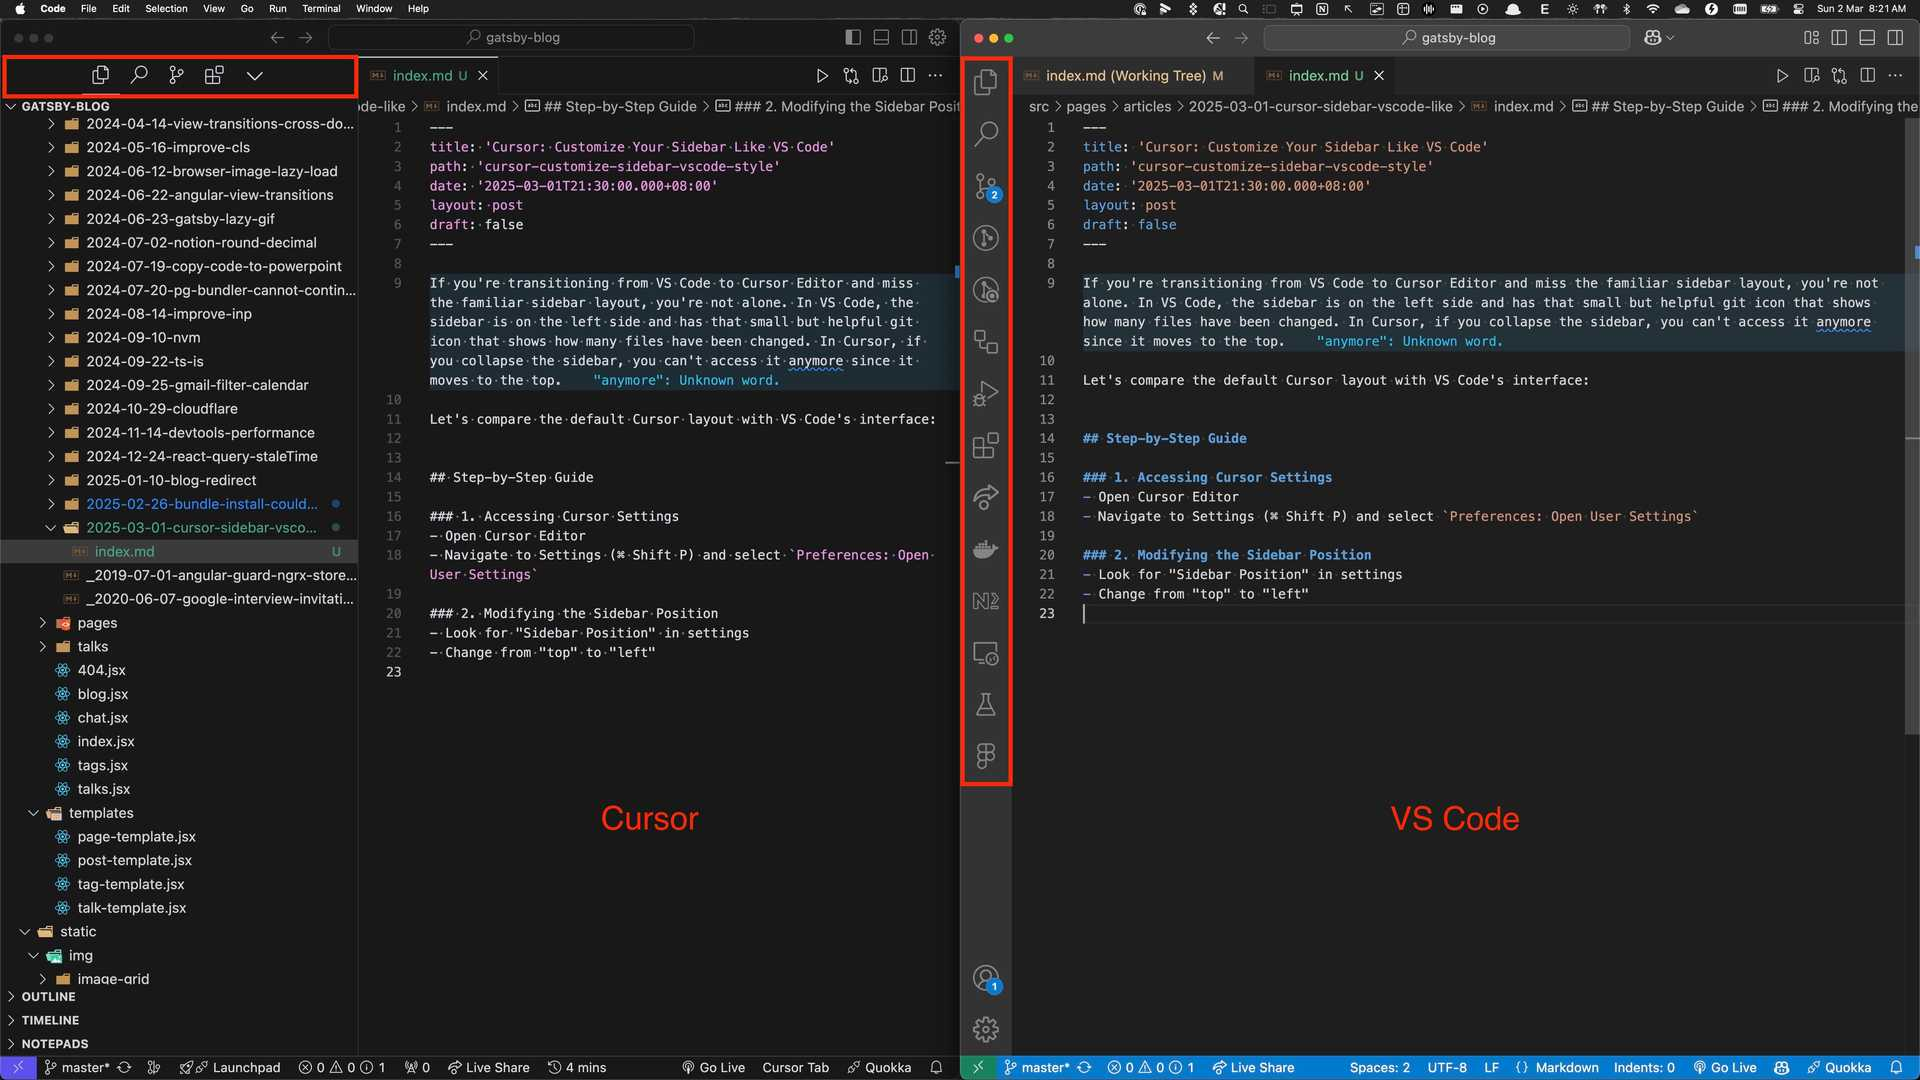 Code File Edit Selection View Go Run Terminal Window Help
Sun 2 Mar 8:21 AM
gatsby-blog
index.md U
GATSBY-BLOG
2024-04-14-view-transitions-cross-do...
2024-05-16-improve-cls
2024-06-12-browser-image-lazy-load
2024-06-22-angular-view-transitions
2024-06-23-gatsby-lazy-gif
2024-07-02-notion-round-decimal
2024-07-19-copy-code-to-powerpoint
2024-07-20-pg-bundler-cannot-contin...
2024-08-14-improve-inp
2024-09-10-nvm
2024-09-22-ts-is
2024-09-25-gmail-filter-calendar
2024-10-29-cloudflare
2024-11-14-devtools-performance
2024-12-24-react-query-staleTime
2025-01-10-blog-redirect
2025-02-26-bundle-install-could...
2025-03-01-cursor-sidebar-vsco...
index.md U
_2019-07-01-angular-guard-ngrx-store...
_2020-06-07-google-interview-invitati...
pages
talks
404.jsx
blog.jsx
chat.jsx
index.jsx
tags.jsx
talks.jsx
templates
page-template.jsx
post-template.jsx
tag-template.jsx
talk-template.jsx
static
img
image-grid
OUTLINE
TIMELINE
NOTEPADS
ode-like > index.md > ## Step-by-Step Guide > ### 2. Modifying the Sidebar Posit
1 ---
2 title: 'Cursor: Customize Your Sidebar Like VS Code'
3 path: 'cursor-customize-sidebar-vscode-style'
4 date: '2025-03-01T21:30:00.000+08:00'
5 layout: post
6 draft: false
7 ---
8
9 If you're transitioning from VS Code to Cursor Editor and miss
the familiar sidebar layout, you're not alone. In VS Code, the
sidebar is on the left side and has that small but helpful git
icon that shows how many files have been changed. In Cursor, if
you collapse the sidebar, you can't access it anymore since it
moves to the top. "anymore": Unknown word.
10
11 Let's compare the default Cursor layout with VS Code's interface:
12
13
14 ## Step-by-Step Guide
15
16 ### 1. Accessing Cursor Settings
17 - Open Cursor Editor
18 - Navigate to Settings (⌘ Shift P) and select `Preferences: Open
User Settings`
19
20 ### 2. Modifying the Sidebar Position
21 - Look for "Sidebar Position" in settings
22 - Change from "top" to "left"
23
Cursor
master* Launchpad 0 0 1 0 Live Share 4 mins Go Live Cursor Tab Quokka
gatsby-blog
index.md (Working Tree) M index.md U
src > pages > articles > 2025-03-01-cursor-sidebar-vscode-like > index.md > ## Step-by-Step Guide > ### 2. Modifying the
2
1
1 ---
2 title: 'Cursor: Customize Your Sidebar Like VS Code'
3 path: 'cursor-customize-sidebar-vscode-style'
4 date: '2025-03-01T21:30:00.000+08:00'
5 layout: post
6 draft: false
7 ---
8
9 If you're transitioning from VS Code to Cursor Editor and miss the familiar sidebar layout, you're not
alone. In VS Code, the sidebar is on the left side and has that small but helpful git icon that shows
how many files have been changed. In Cursor, if you collapse the sidebar, you can't access it anymore
since it moves to the top. "anymore": Unknown word.
10
11 Let's compare the default Cursor layout with VS Code's interface:
12
13
14 ## Step-by-Step Guide
15
16 ### 1. Accessing Cursor Settings
17 - Open Cursor Editor
18 - Navigate to Settings (⌘ Shift P) and select `Preferences: Open User Settings`
19
20 ### 2. Modifying the Sidebar Position
21 - Look for "Sidebar Position" in settings
22 - Change from "top" to "left"
23
VS Code
master* 0 0 1 Live Share Spaces: 2 UTF-8 LF {} Markdown Indents: 0 Go Live Quokka